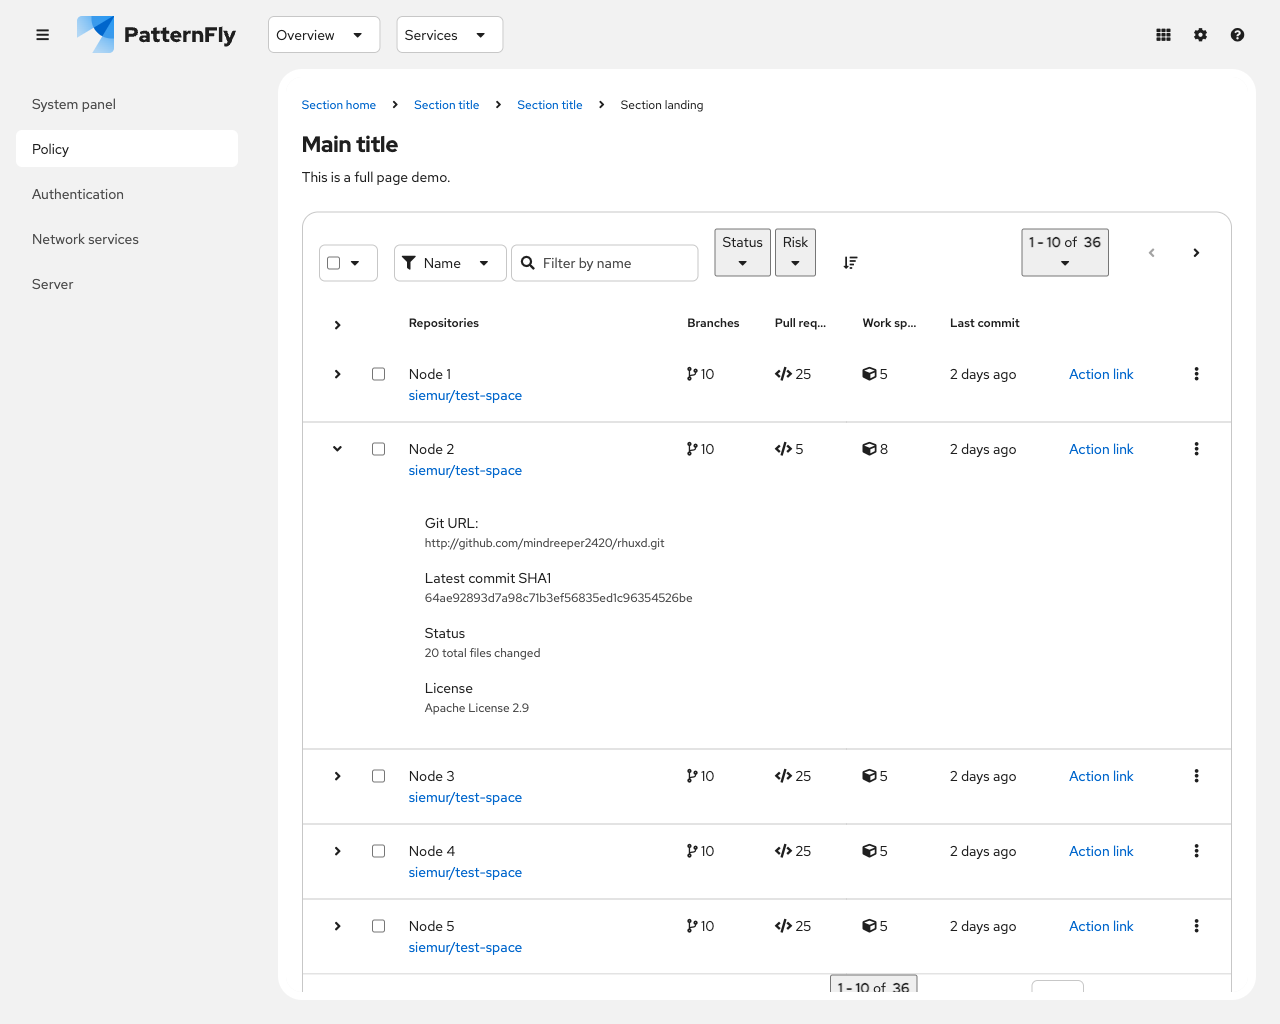 PatternFly
Overview
Services
System panel
Policy
Authentication
Network services
Server
Section home
Section title
Section title
Section landing
Main title
This is a full page demo.
Name
Filter by name
Status
Risk
1 - 10 of 36
Repositories
Branches
Pull req...
Work sp...
Last commit
Node 1
siemur/test-space
10
25
5
2 days ago
Action link
Node 2
siemur/test-space
10
5
8
2 days ago
Action link
Git URL:
http://github.com/mindreeper2420/rhuxd.git
Latest commit SHA1
64ae92893d7a98c71b3ef56835ed1c96354526be
Status
20 total files changed
License
Apache License 2.9
Node 3
siemur/test-space
10
25
5
2 days ago
Action link
Node 4
siemur/test-space
10
25
5
2 days ago
Action link
Node 5
siemur/test-space
10
25
5
2 days ago
Action link
1 - 10 of 36